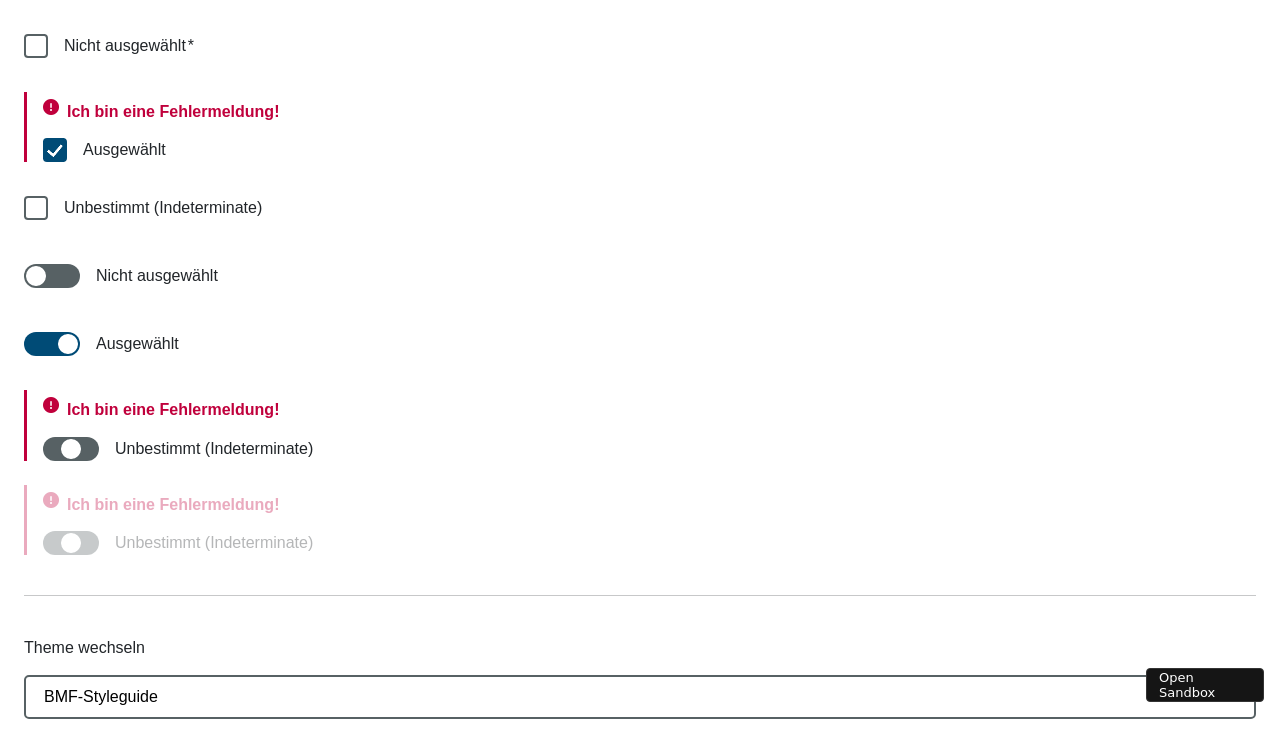 Nicht ausgewählt*
Ich bin eine Fehlermeldung!
Ausgewählt
Unbestimmt (Indeterminate)
Nicht ausgewählt
Ausgewählt
Ich bin eine Fehlermeldung!
Unbestimmt (Indeterminate)
Ich bin eine Fehlermeldung!
Unbestimmt (Indeterminate)
Theme wechseln
BMF-Styleguide
Open
Sandbox